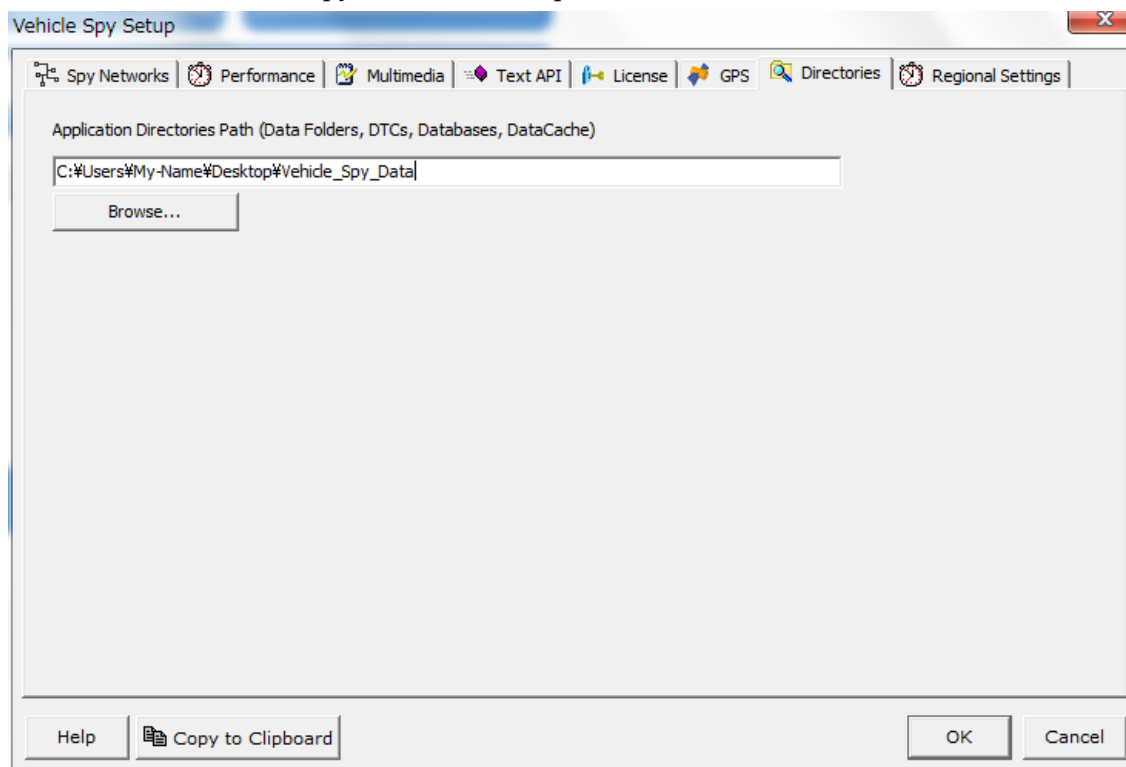 Vehicle Spy Setup
Spy Networks Performance Multimedia Text API License GPS Directories Regional Settings
Application Directories Path (Data Folders, DTCs, Databases, DataCache)
C:¥Users¥My-Name¥Desktop¥Vehicle_Spy_Data
Browse...
Help Copy to Clipboard OK Cancel